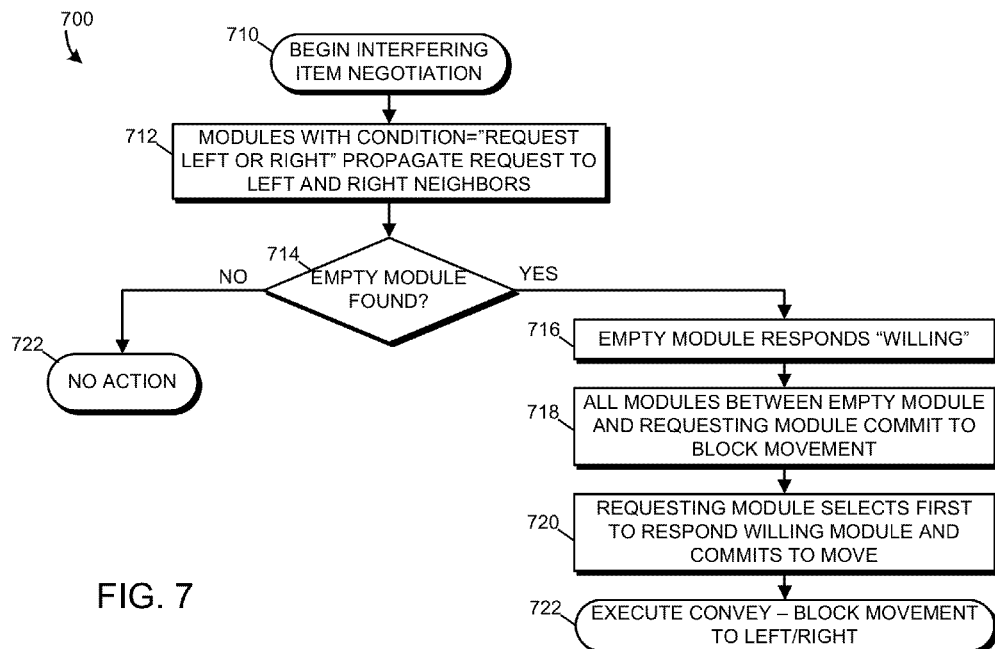 700
710
BEGIN INTERFERING
ITEM NEGOTIATION
712
MODULES WITH CONDITION="REQUEST
LEFT OR RIGHT" PROPAGATE REQUEST TO
LEFT AND RIGHT NEIGHBORS
714
EMPTY MODULE
FOUND?
NO
YES
722
NO ACTION
716
EMPTY MODULE RESPONDS "WILLING"
718
ALL MODULES BETWEEN EMPTY MODULE
AND REQUESTING MODULE COMMIT TO
BLOCK MOVEMENT
720
REQUESTING MODULE SELECTS FIRST
TO RESPOND WILLING MODULE AND
COMMITS TO MOVE
722
EXECUTE CONVEY – BLOCK MOVEMENT
TO LEFT/RIGHT
FIG. 7